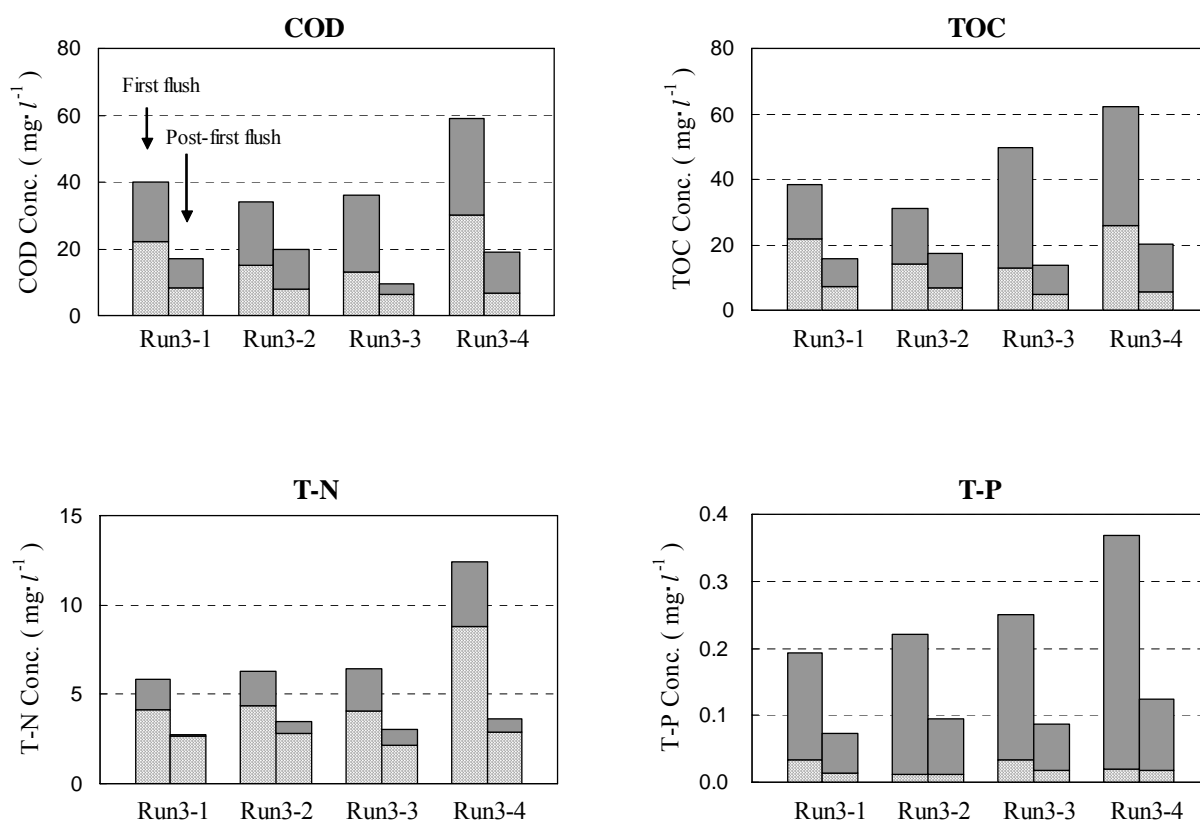 COD
80
60
40
20
0
COD Conc. ( mg· l⁻¹ )
First flush
Post-first flush
Run3-1 Run3-2 Run3-3 Run3-4
TOC
80
60
40
20
0
TOC Conc. ( mg· l⁻¹ )
Run3-1 Run3-2 Run3-3 Run3-4
T-N
15
10
5
0
T-N Conc. ( mg· l⁻¹ )
Run3-1 Run3-2 Run3-3 Run3-4
T-P
0.4
0.3
0.2
0.1
0.0
T-P Conc. ( mg· l⁻¹ )
Run3-1 Run3-2 Run3-3 Run3-4